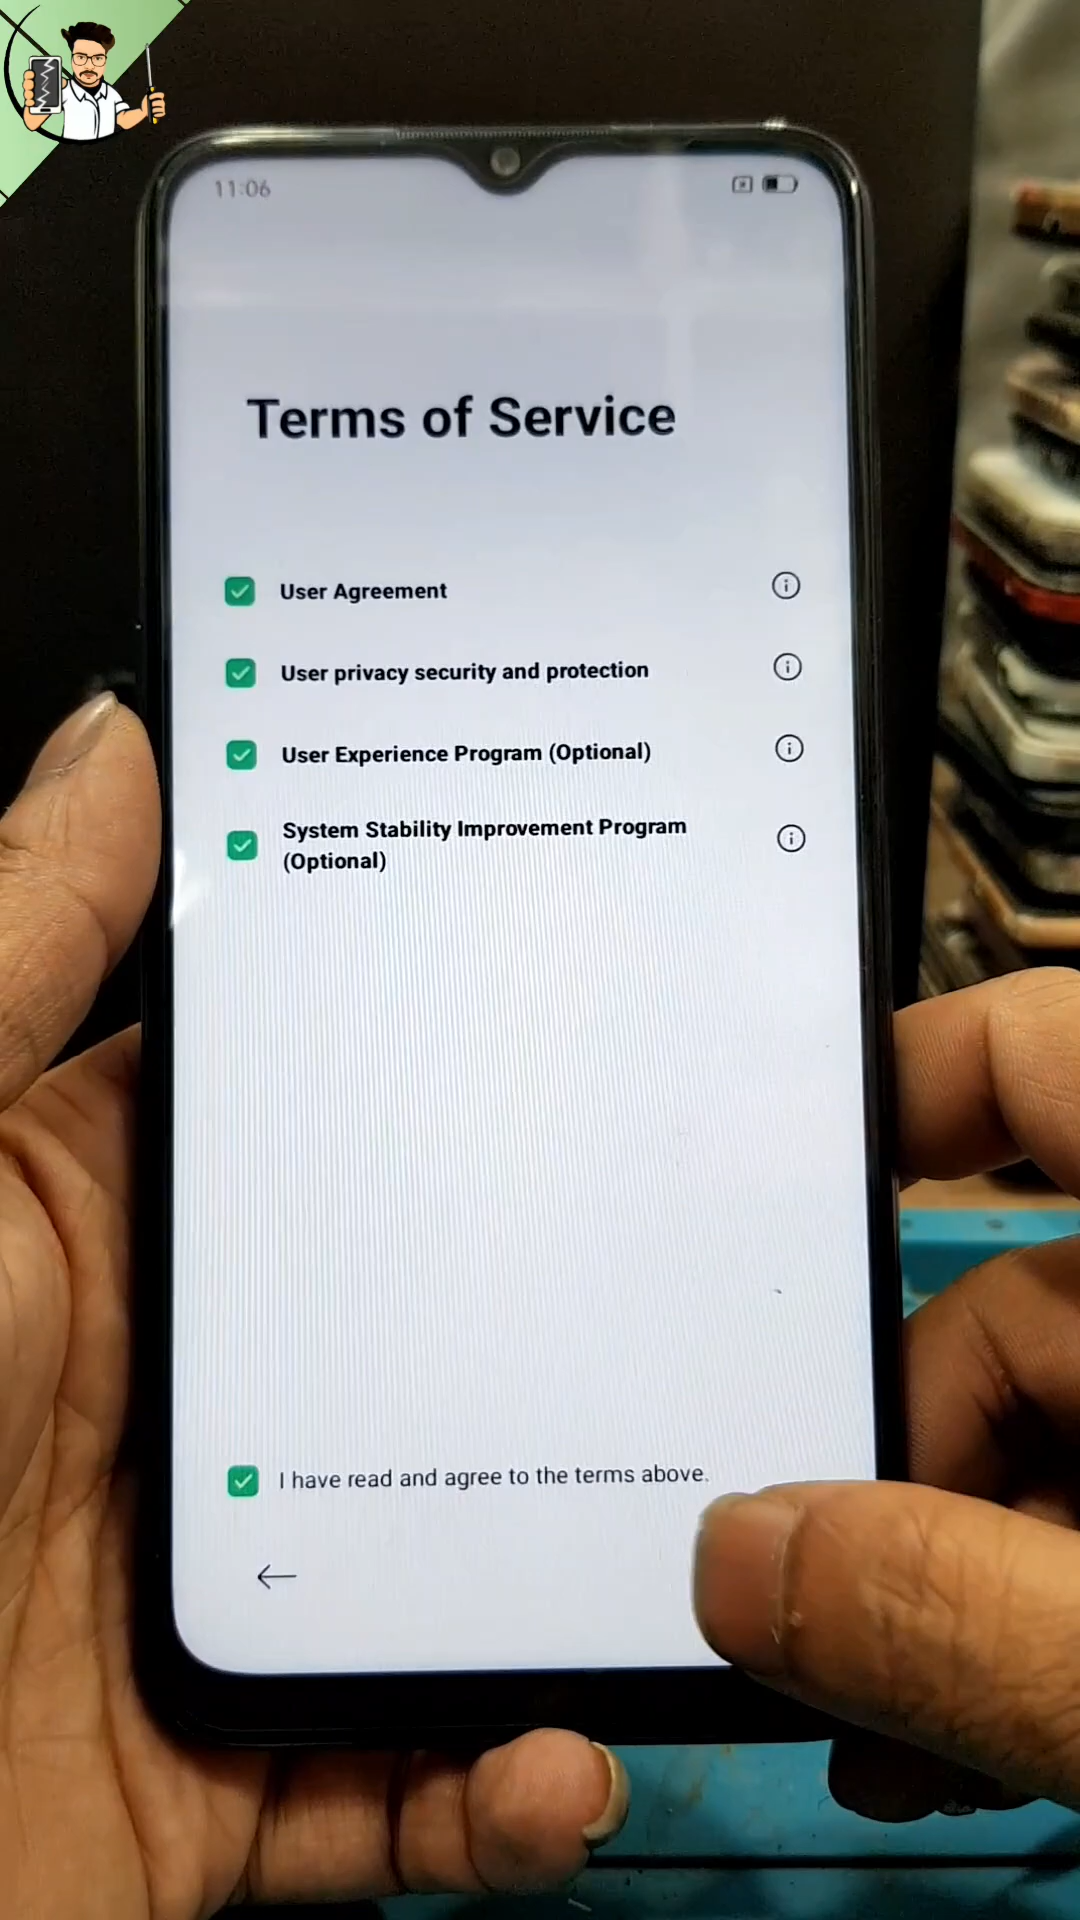 11:06
Terms of Service
User Agreement
User privacy security and protection
User Experience Program (Optional)
System Stability Improvement Program
(Optional)
I have read and agree to the terms above.